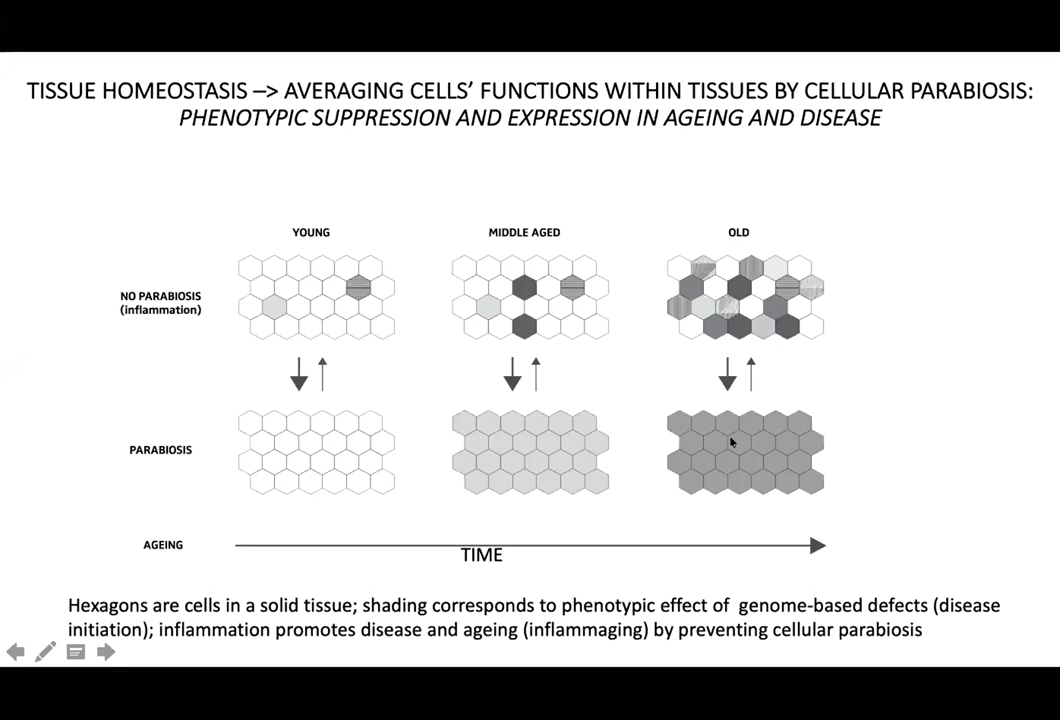 TISSUE HOMEOSTASIS —> AVERAGING CELLS’ FUNCTIONS WITHIN TISSUES BY CELLULAR PARABIOSIS:
PHENOTYPIC SUPPRESSION AND EXPRESSION IN AGEING AND DISEASE
YOUNG
MIDDLE AGED
OLD
NO PARABIOSIS
(inflammation)
PARABIOSIS
AGEING
TIME
Hexagons are cells in a solid tissue; shading corresponds to phenotypic effect of genome-based defects (disease
initiation); inflammation promotes disease and ageing (inflammaging) by preventing cellular parabiosis